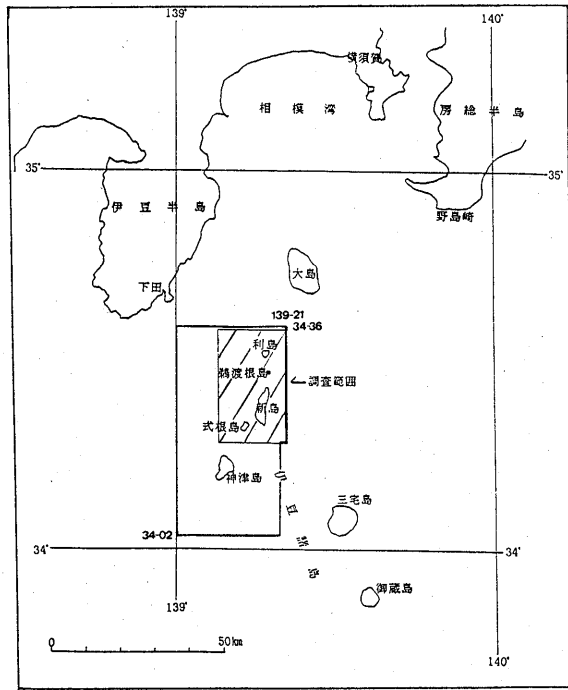 139°
140°
横須賀
相模湾
房総半島
35°
35°
伊豆半島
野島崎
大島
下田
139-21
34-36
利島
鵜渡根島
調査範囲
新島
式根島
神津島
伊豆諸島
三宅島
34-02
34°
34°
御蔵島
139°
0 50km
140°